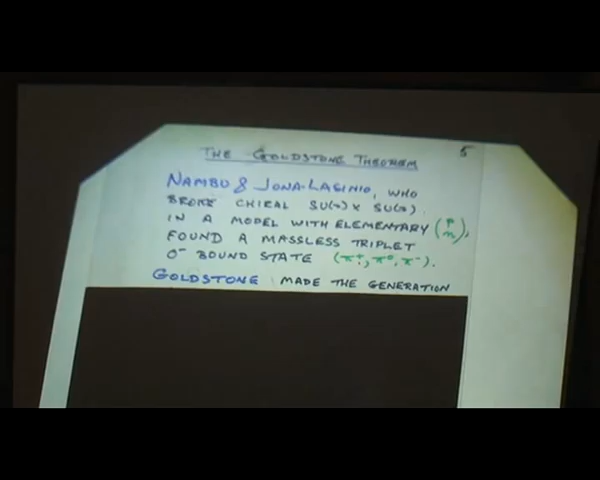 THE GOLDSTONE THEOREM 5
NAMBU & JONA-LASINIO, WHO
BROKE CHIRAL SU(2) X SU(2)
IN A MODEL WITH ELEMENTARY (p n),
FOUND A MASSLESS TRIPLET
0⁻ BOUND STATE (π⁺, π⁰, π⁻).
GOLDSTONE MADE THE GENERATION